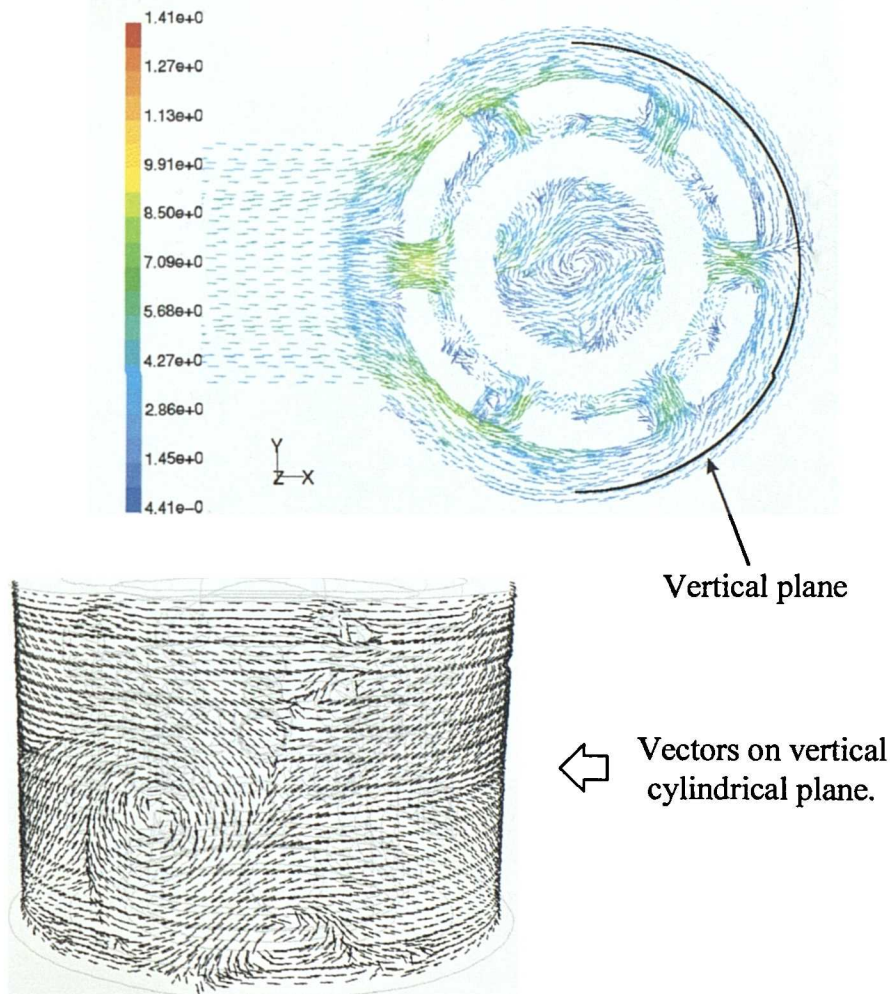 1.41e+0
1.27e+0
1.13e+0
9.91e+0
8.50e+0
7.09e+0
5.68e+0
4.27e+0
2.86e+0
1.45e+0
4.41e-0
Y
Z X
Vertical plane
Vectors on vertical
cylindrical plane.